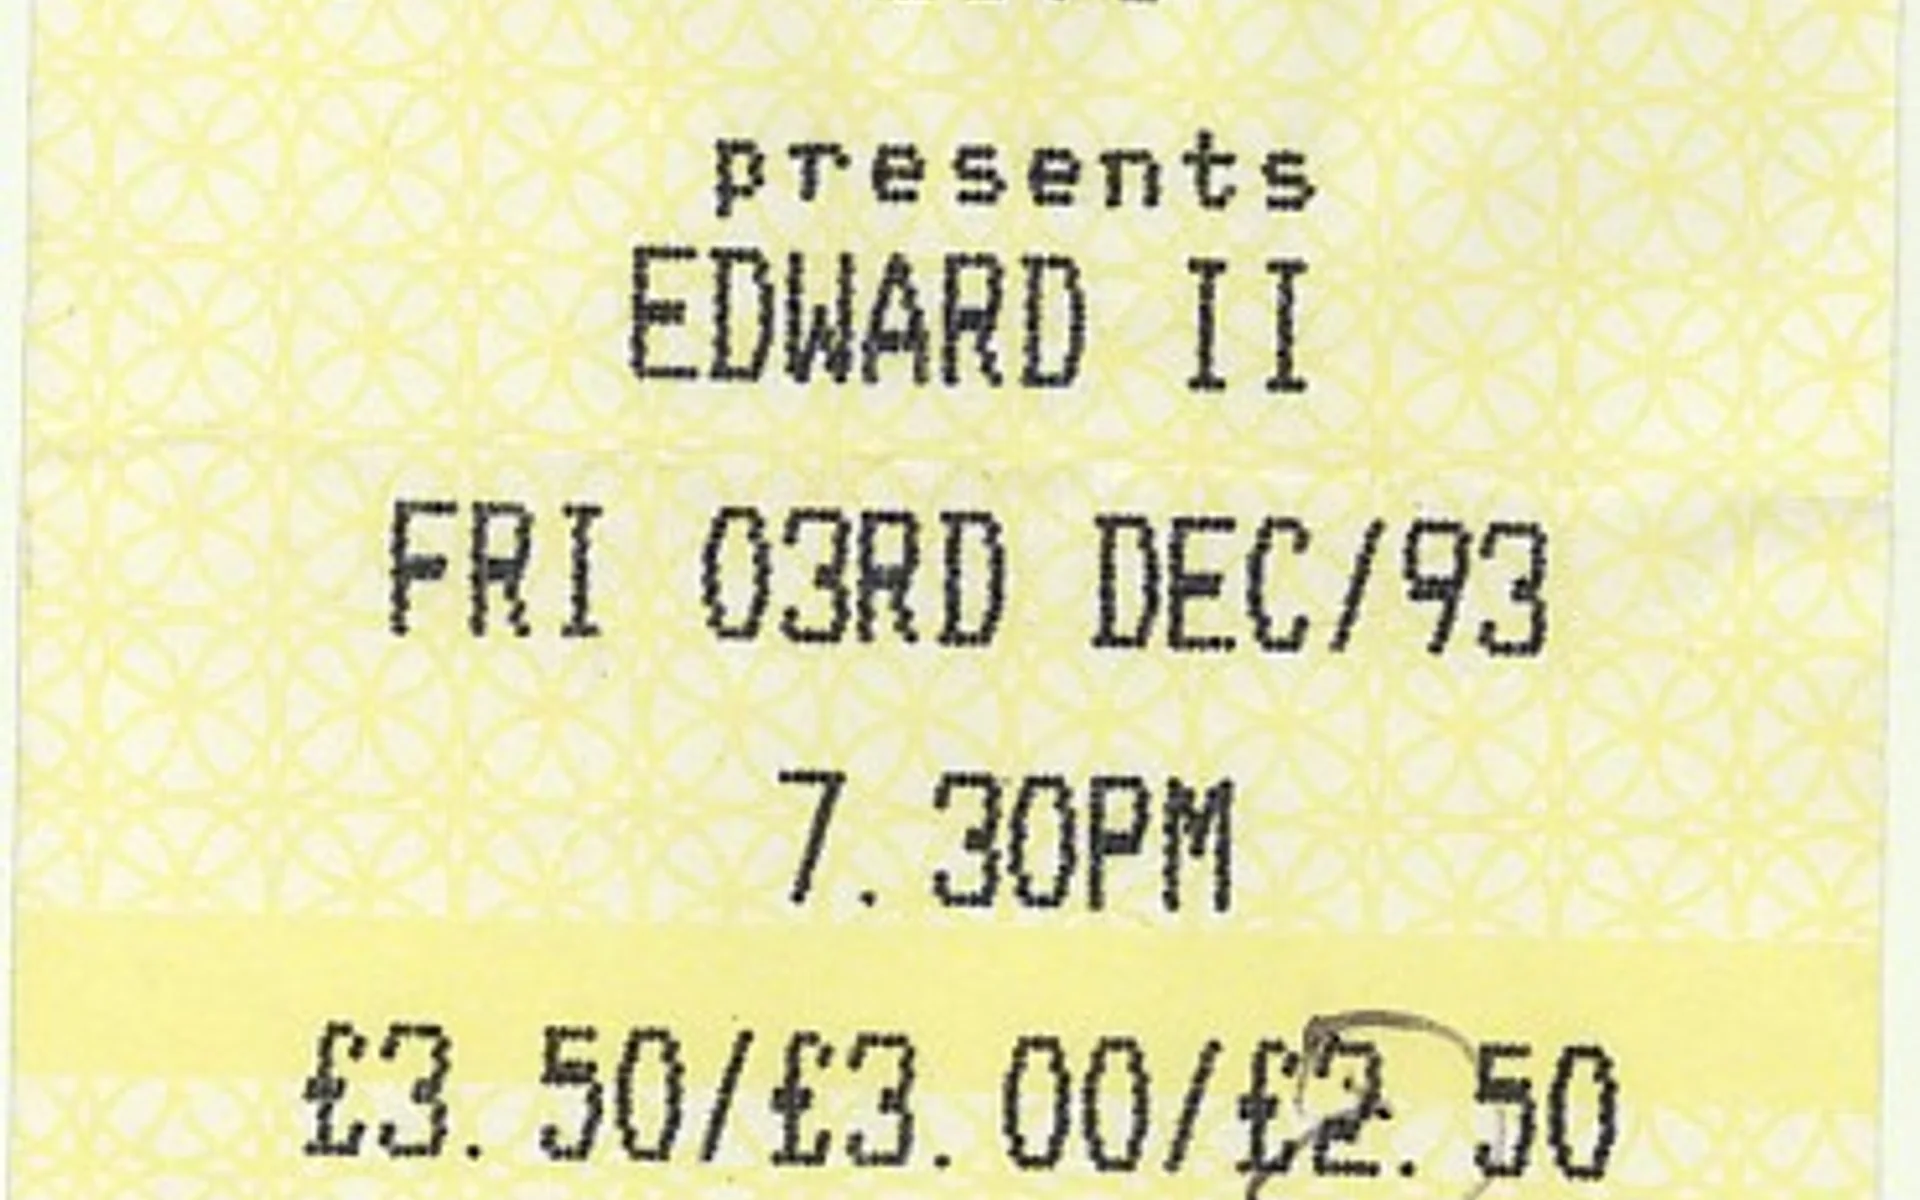 presents
EDWARD II
FRI 03RD DEC/93
7.30PM
£3.50/£3.00/£2.50